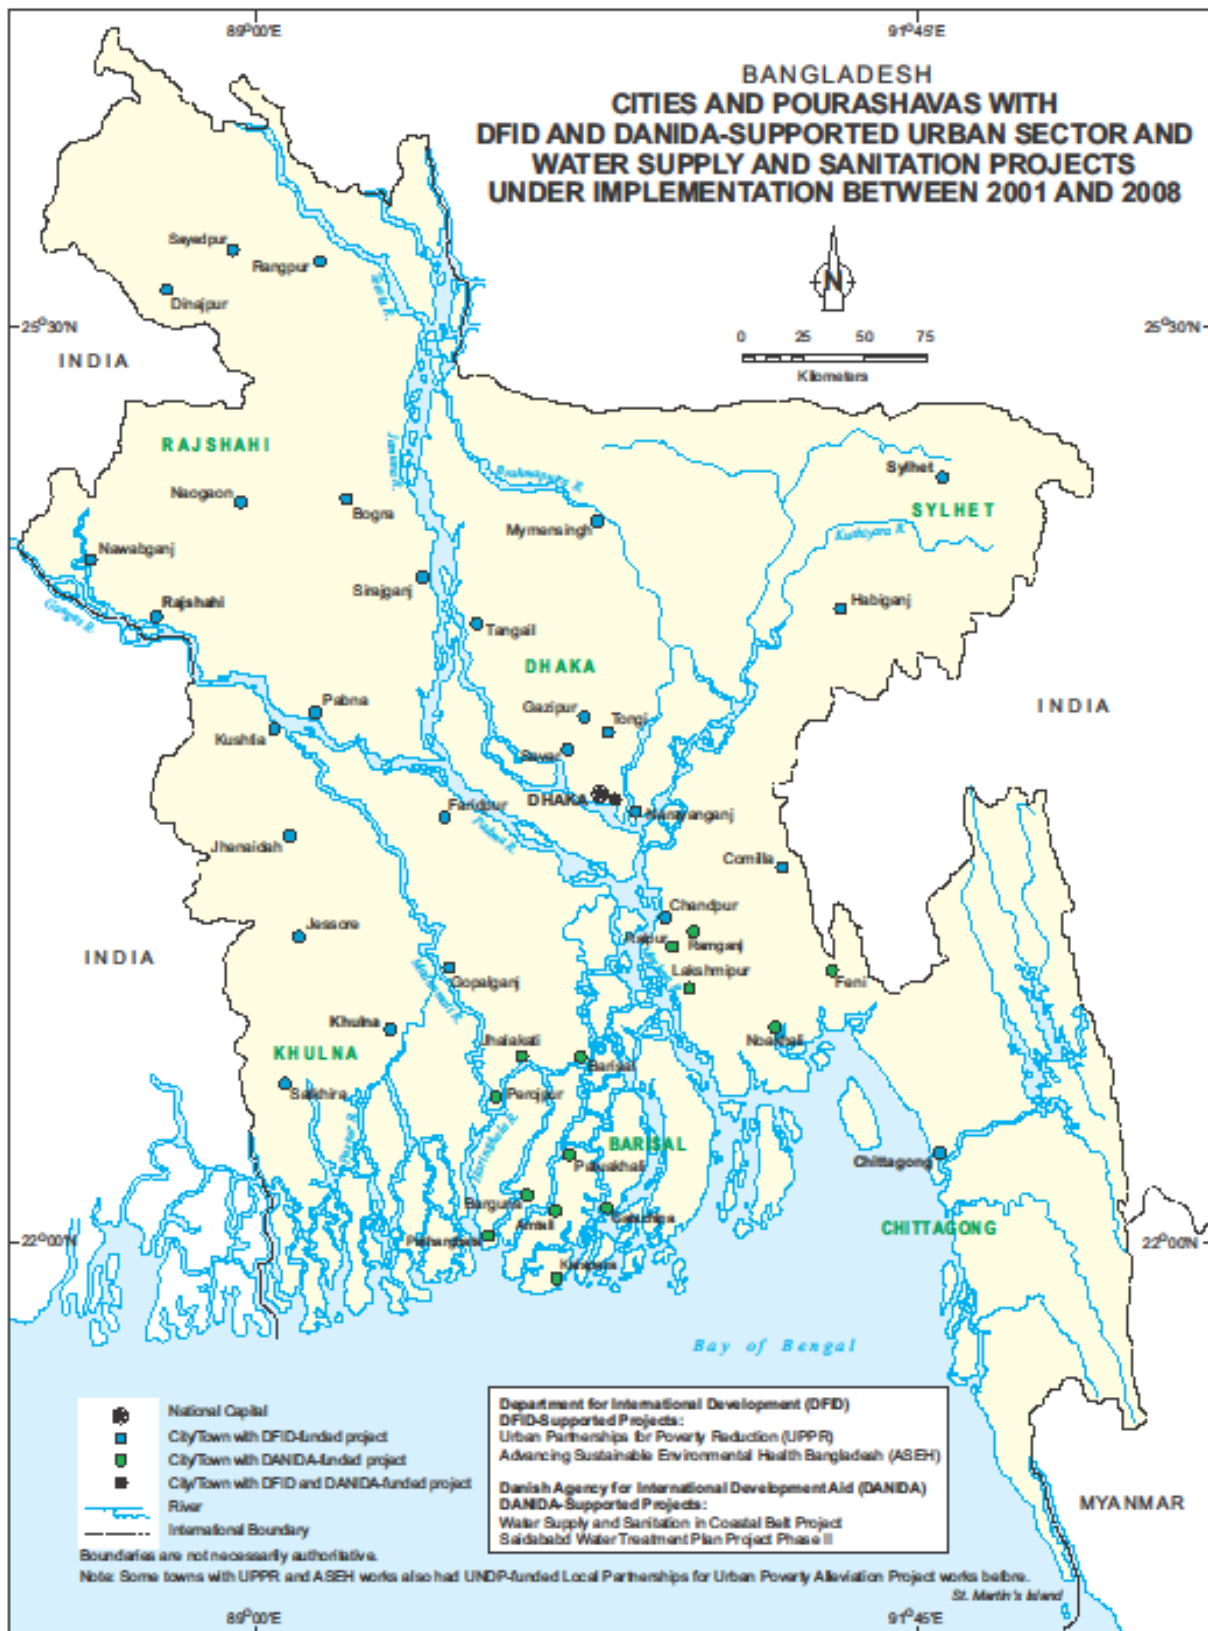 89°00'E
91°45'E
BANGLADESH
CITIES AND POURASHAVAS WITH
DFID AND DANIDA-SUPPORTED URBAN SECTOR AND
WATER SUPPLY AND SANITATION PROJECTS
UNDER IMPLEMENTATION BETWEEN 2001 AND 2008
Sayedpur
Rangpur
N
Dinajpur
25°30'N
25°30'N
0 25 50 75
Kilometers
INDIA
RAJSHAHI
Jamuna R.
Brahmaputra R.
Sylhet
SYLHET
Naogaon
Bogra
Mymensingh
Kushiyara R.
Nawabganj
Sirajganj
Rajshahi
Habiganj
Ganges R.
Tangail
DHAKA
Pabna
Gazipur
Tongi
INDIA
Kushtia
Savar
DHAKA
Faridpur
Narayanganj
Padma R.
Jhenaidah
Comilla
Chandpur
Jessore
Raipur
Ramganj
INDIA
Gopalganj
Lakshmipur
Feni
Khulna
Noakhali
KHULNA
Jhalakati
Barisal
Satkhira
Perojpur
BARISAL
Patuakhali
Chittagong
Barguna
Amtali
Galachipa
CHITTAGONG
22°00'N
22°00'N
Kalapara
Bay of Bengal
National Capital
City/Town with DFID-funded project
City/Town with DANIDA-funded project
City/Town with DFID and DANIDA-funded project
River
International Boundary
Department for International Development (DFID)
DFID-Supported Projects:
Urban Partnerships for Poverty Reduction (UPPR)
Advancing Sustainable Environmental Health Bangladesh (ASEH)
Danish Agency for International Development Aid (DANIDA)
DANIDA-Supported Projects:
Water Supply and Sanitation in Coastal Belt Project
Saidababd Water Treatment Plan Project Phase II
MYANMAR
Boundaries are not necessarily authoritative.
Note: Some towns with UPPR and ASEH works also had UNDP-funded Local Partnerships for Urban Poverty Alleviation Project works before.
St. Martin's Island
89°00'E
91°45'E